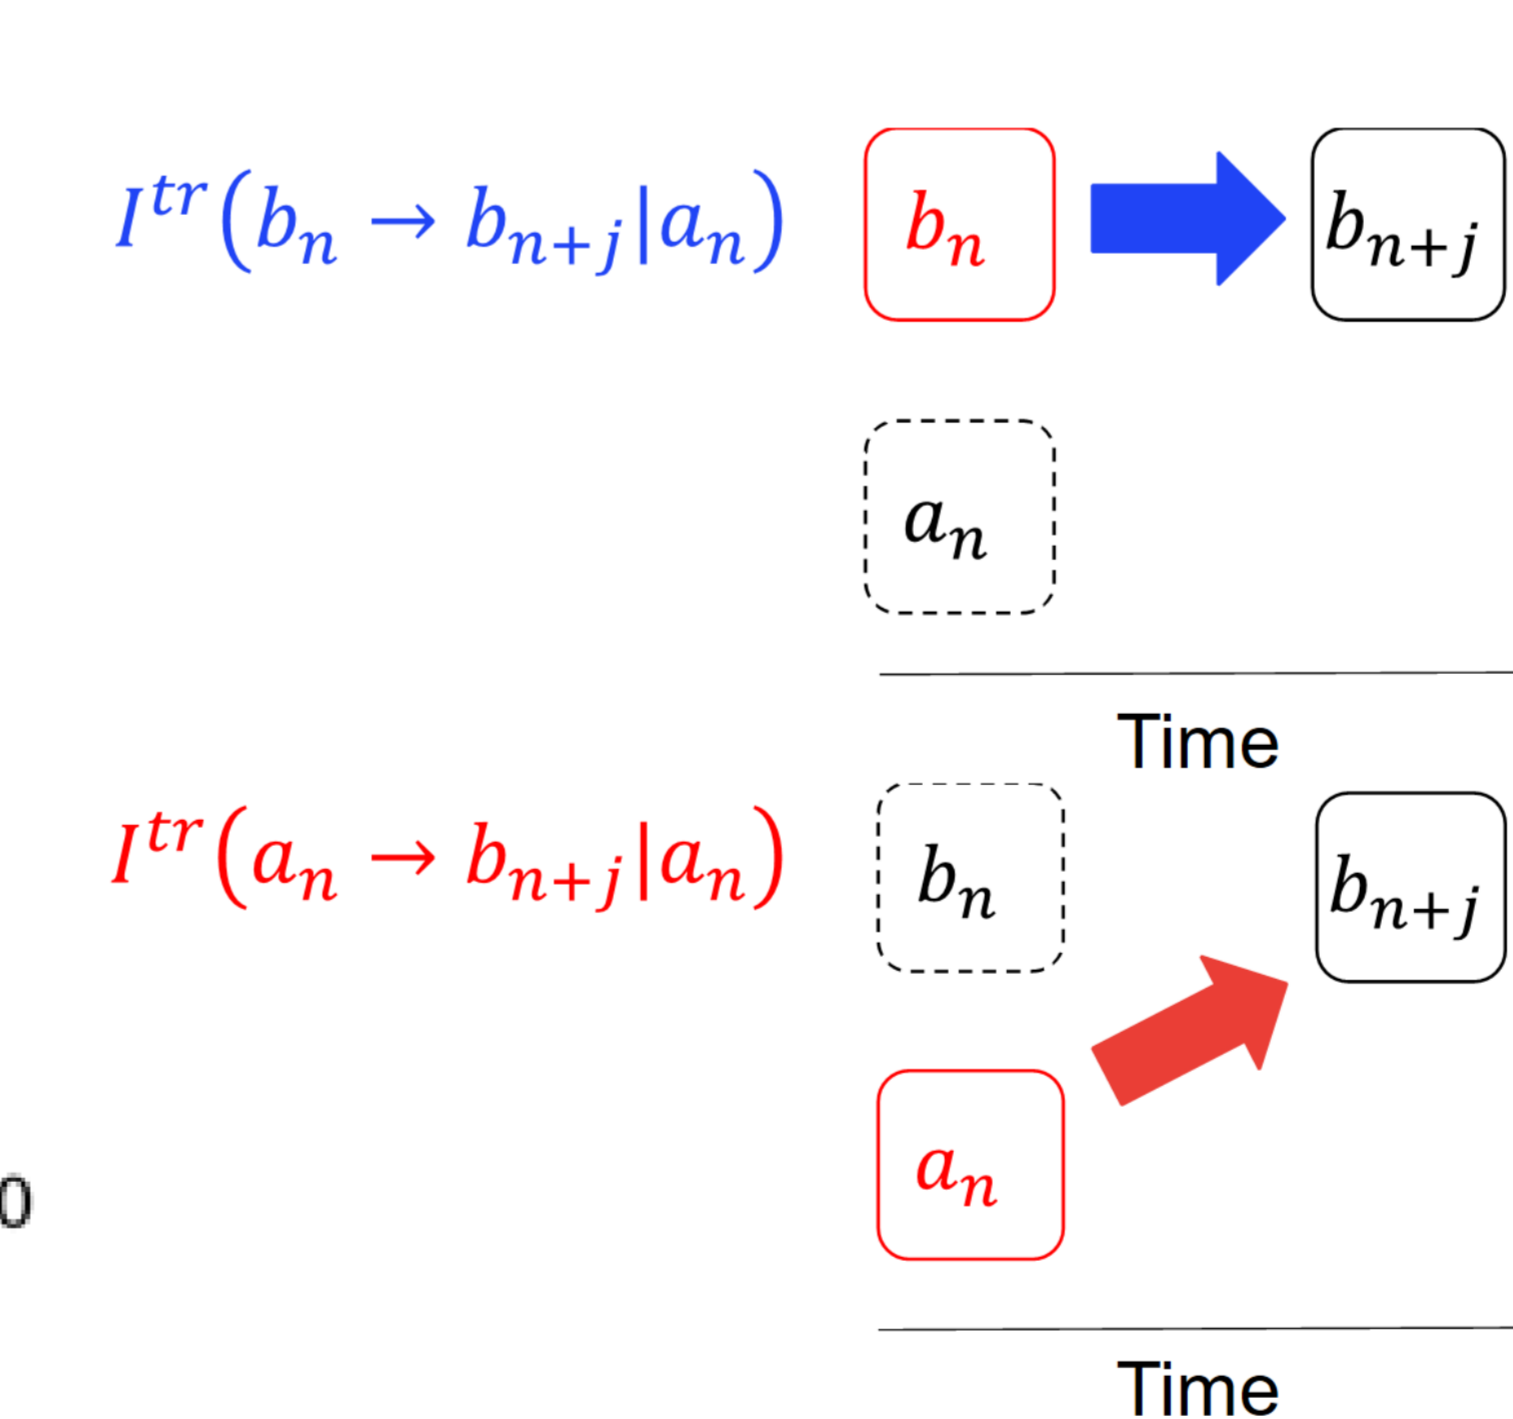 I^{tr}(b_n → b_{n+j}|a_n) b_n b_{n+j}
a_n
Time
I^{tr}(a_n → b_{n+j}|a_n) b_n b_{n+j}
a_n
0
Time